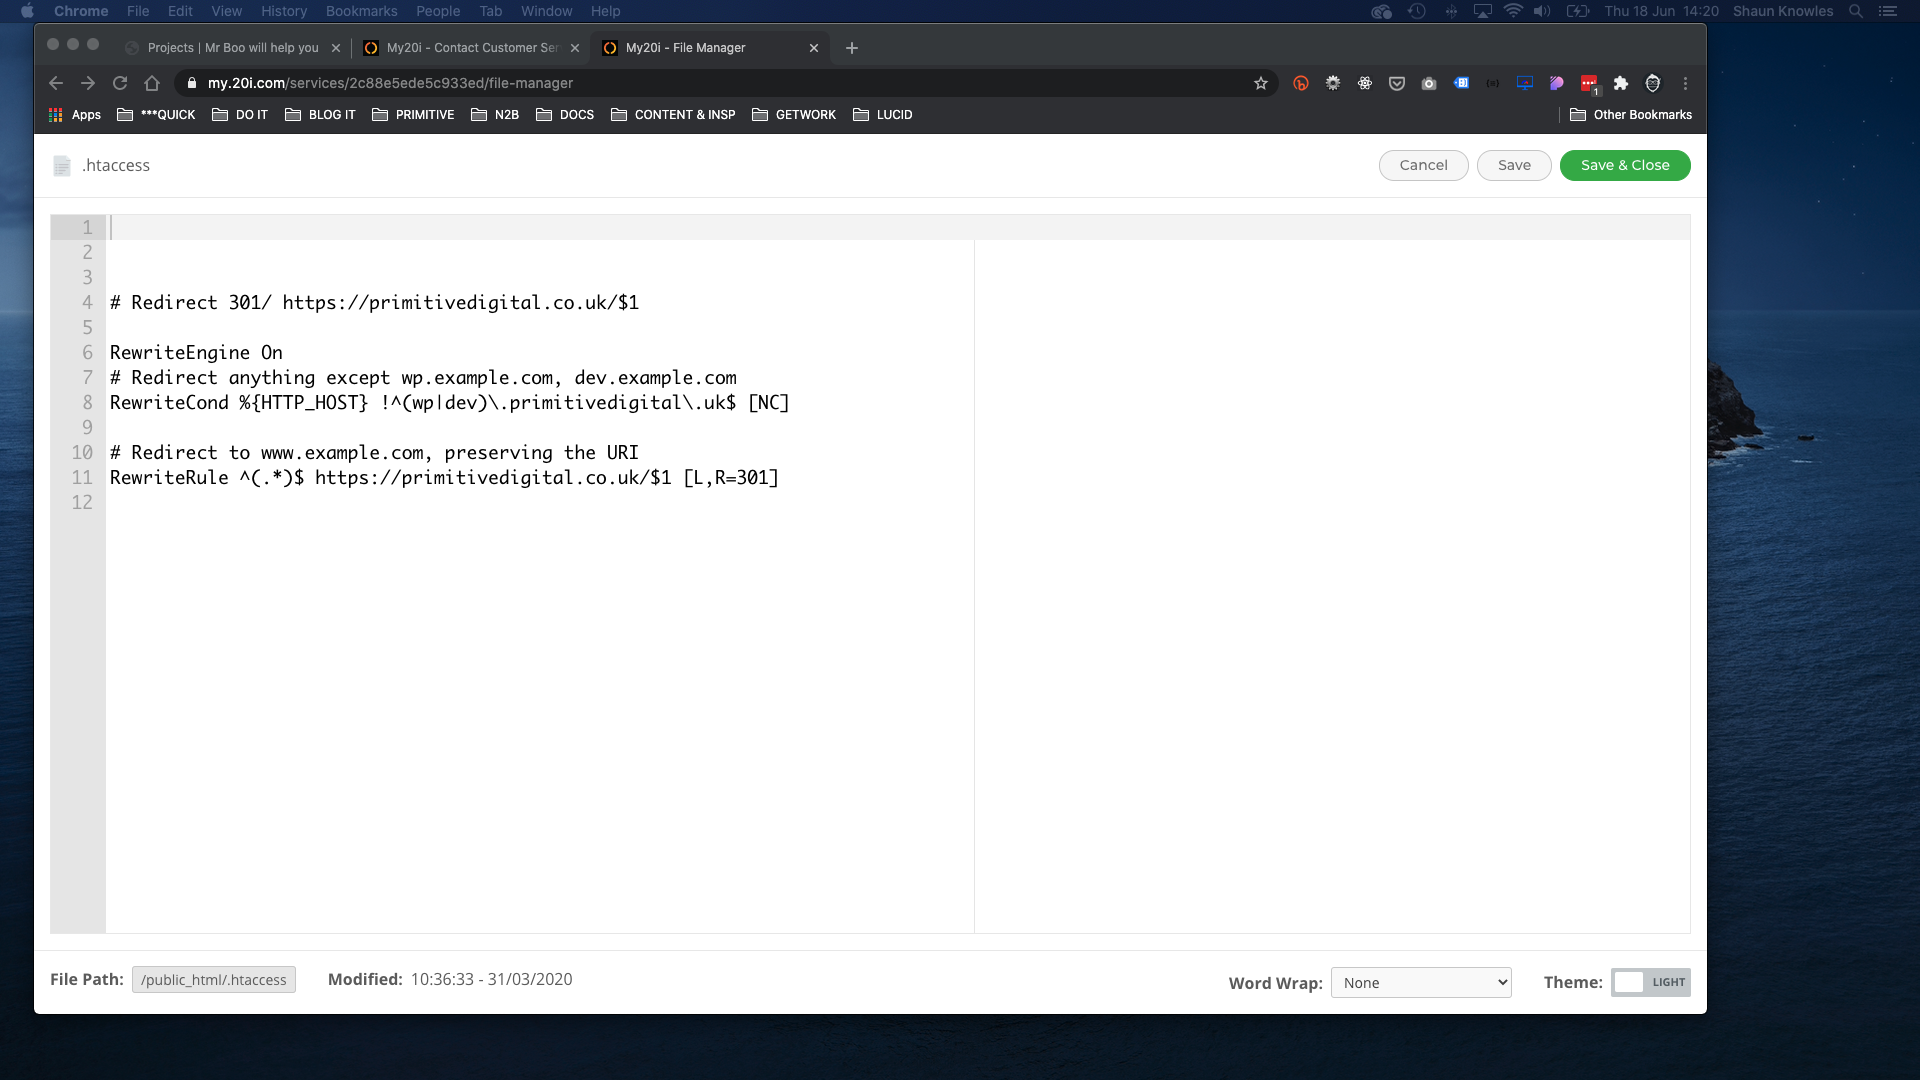 Chrome File Edit View History Bookmarks People Tab Window Help Thu 18 Jun 14:20 Shaun Knowles
Projects | Mr Boo will help you My20i - Contact Customer Ser My20i - File Manager
my.20i.com/services/2c88e5ede5c933ed/file-manager
Apps ***QUICK DO IT BLOG IT PRIMITIVE N2B DOCS CONTENT & INSP GETWORK LUCID Other Bookmarks
.htaccess Cancel Save Save & Close
1
2
3
4 # Redirect 301/ https://primitivedigital.co.uk/$1
5
6 RewriteEngine On
7 # Redirect anything except wp.example.com, dev.example.com
8 RewriteCond %{HTTP_HOST} !^(wp|dev)\.primitivedigital\.uk$ [NC]
9
10 # Redirect to www.example.com, preserving the URI
11 RewriteRule ^(.*)$ https://primitivedigital.co.uk/$1 [L,R=301]
12
File Path: /public_html/.htaccess Modified: 10:36:33 - 31/03/2020 Word Wrap: None Theme: LIGHT